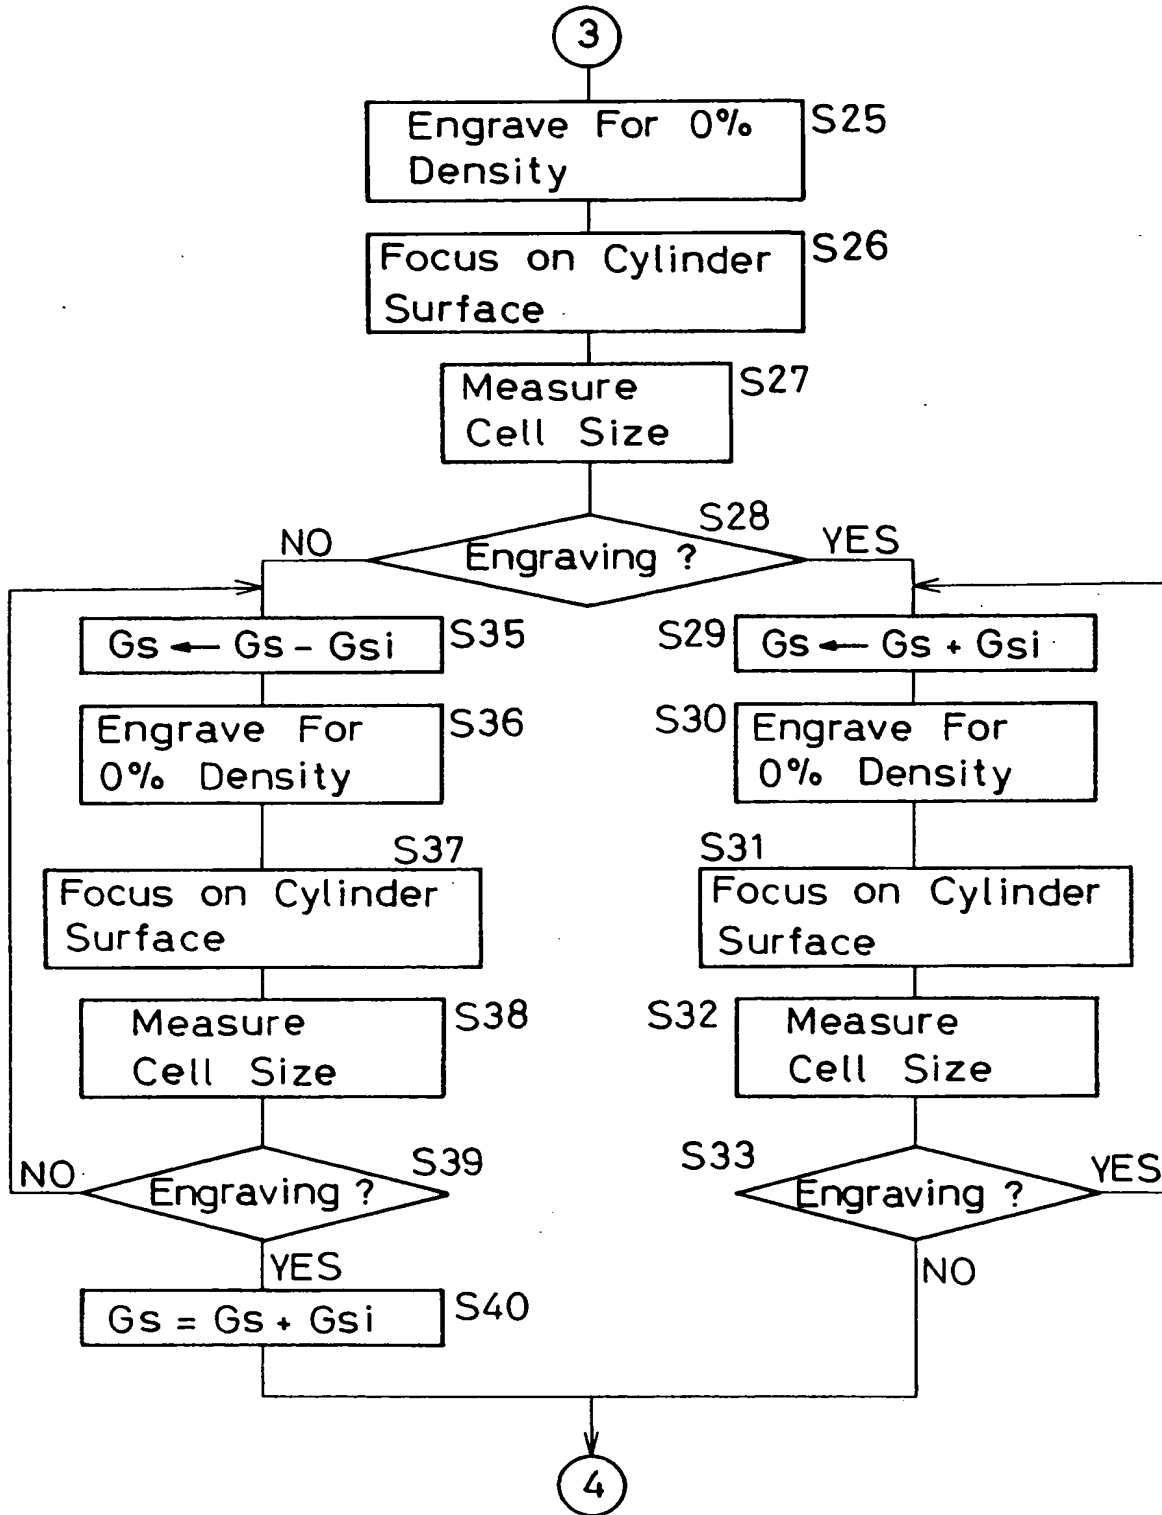 3
Engrave For 0%
Density
S25
Focus on Cylinder
Surface
S26
Measure
Cell Size
S27
S28
Engraving ?
NO
YES
Gs ← Gs - Gsi
S35
Engrave For
0% Density
S36
S37
Focus on Cylinder
Surface
Measure
Cell Size
S38
S39
Engraving ?
NO
YES
Gs = Gs + Gsi
S40
S29
Gs ← Gs + Gsi
S30
Engrave For
0% Density
S31
Focus on Cylinder
Surface
S32
Measure
Cell Size
S33
Engraving ?
YES
NO
4